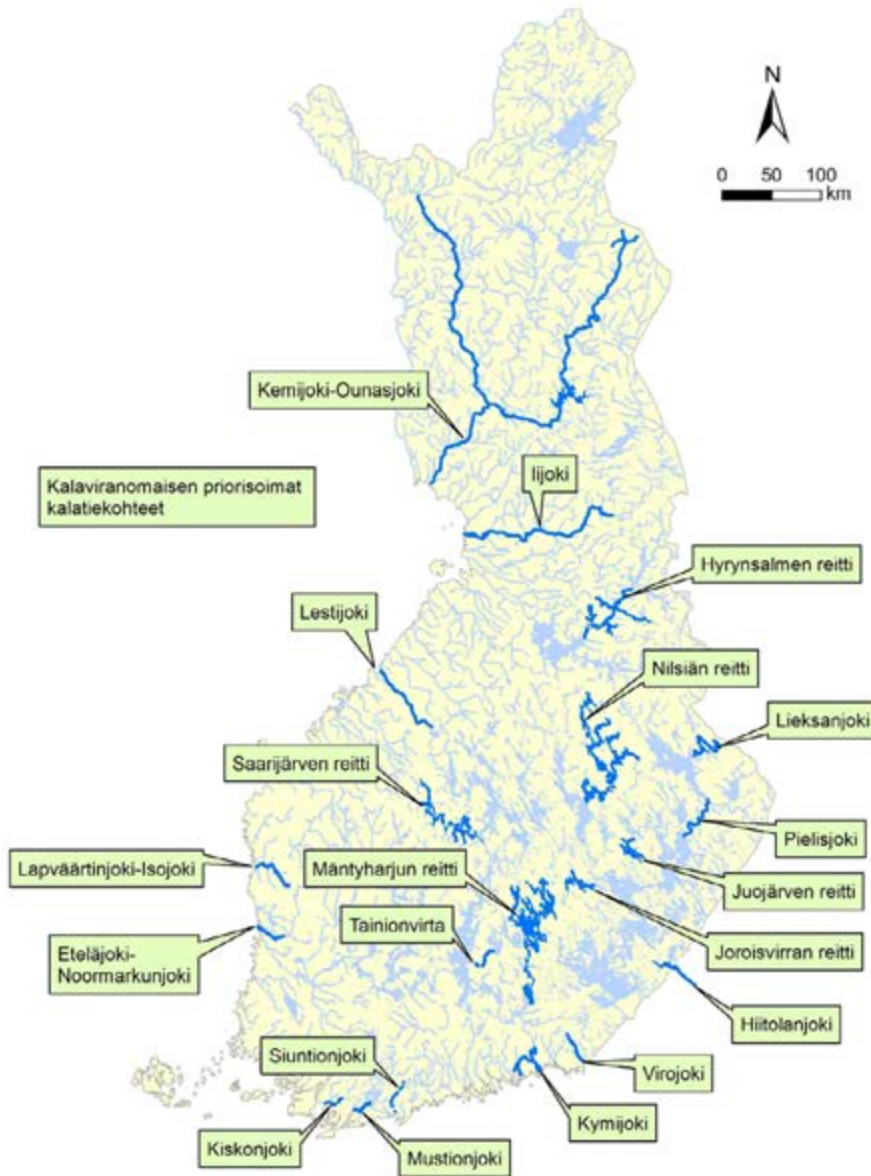 N
0 50 100
km
Kemijoki-Ounasjoki
Kalaviranomaisen priorisoimat
kalatiekohteet
Iijoki
Hyrynsalmen reitti
Lestijoki
Nilsiän reitti
Lieksanjoki
Saarijärven reitti
Pielisjoki
Lapväärtinjoki-Isojoki
Mäntyharjun reitti
Juojärven reitti
Tainionvirta
Eteläjoki-
Noormarkunjoki
Joroisvirran reitti
Hiitolanjoki
Siuntionjoki
Virojoki
Kymijoki
Kiskonjoki
Mustionjoki